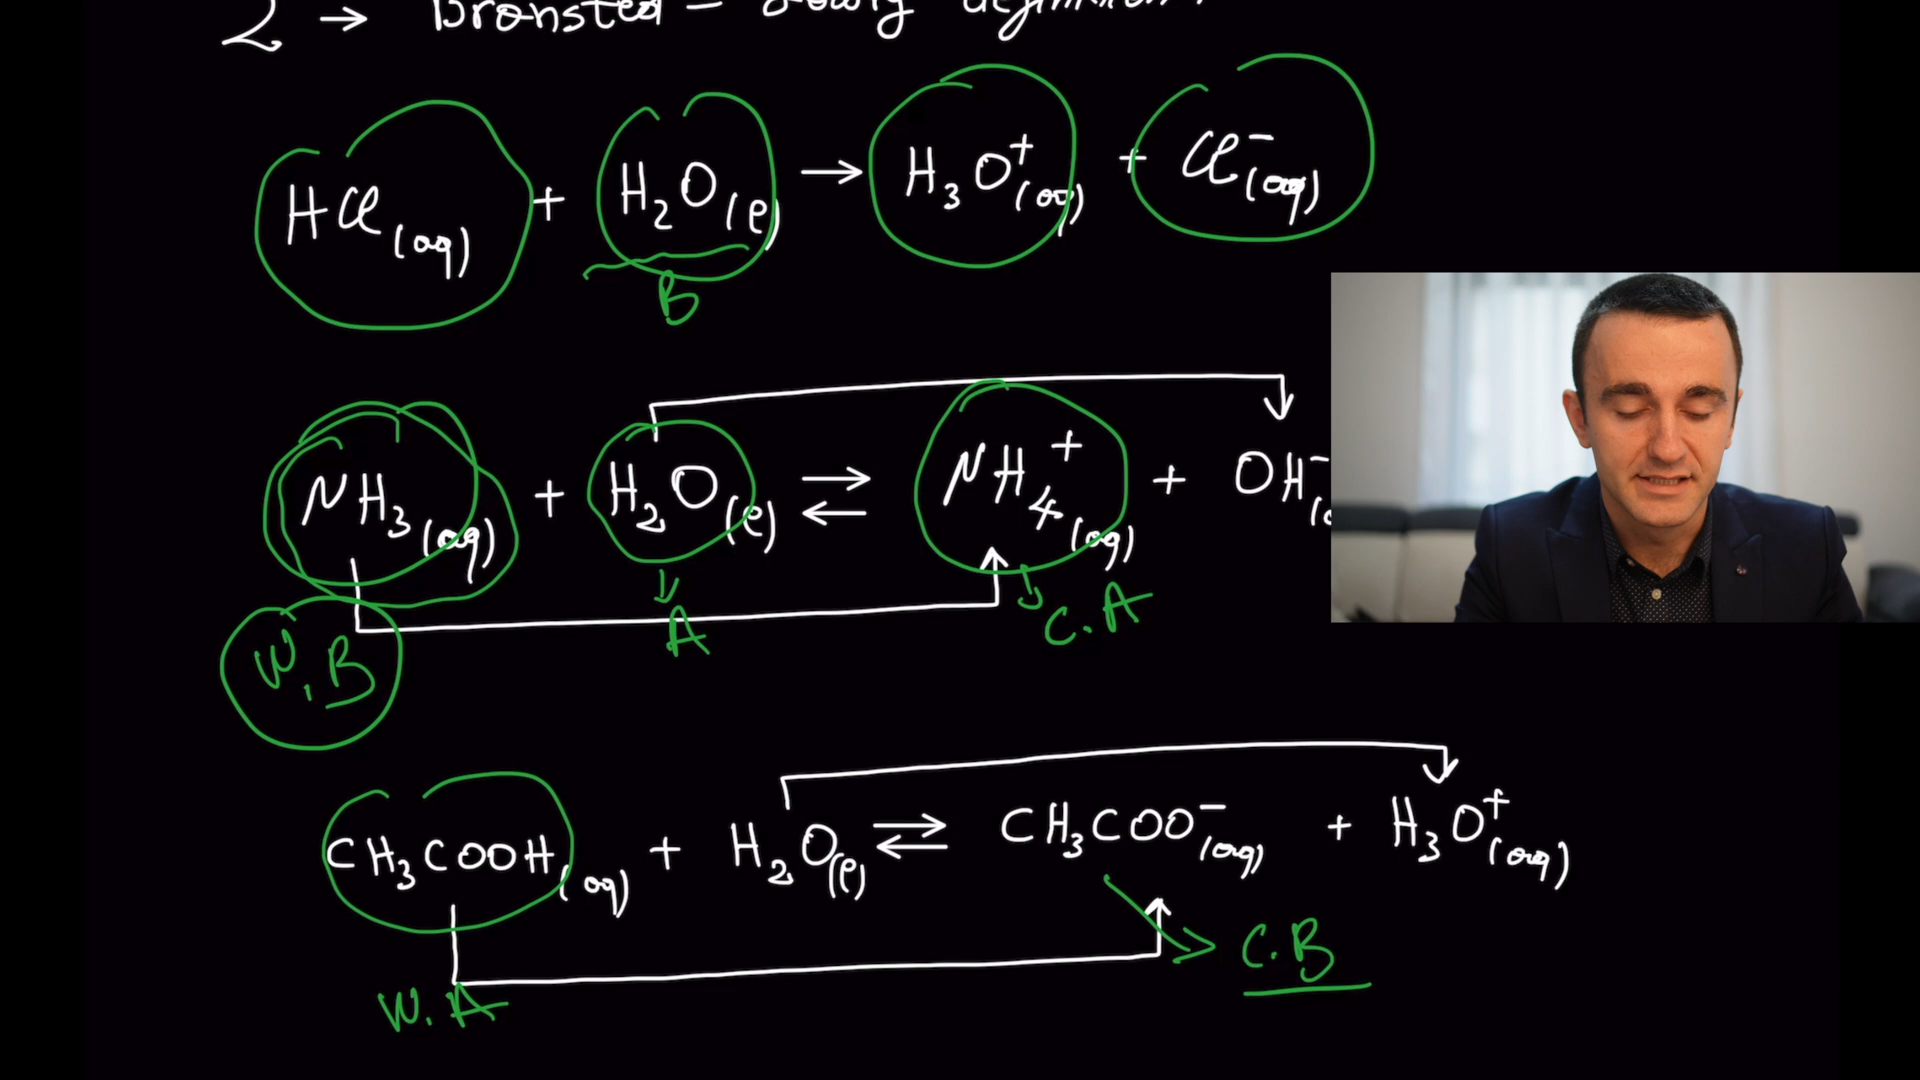 2 → Bronsted – Lowry definition.
HCl(aq) + H₂O(l) → H₃O⁺(aq) + Cl⁻(aq)
B
NH₃(aq) + H₂O(l) ⇌ NH₄⁺(aq) + OH⁻
W.B A C.A
CH₃COOH(aq) + H₂O(l) ⇌ CH₃COO⁻(aq) + H₃O⁺(aq)
W.A C.B